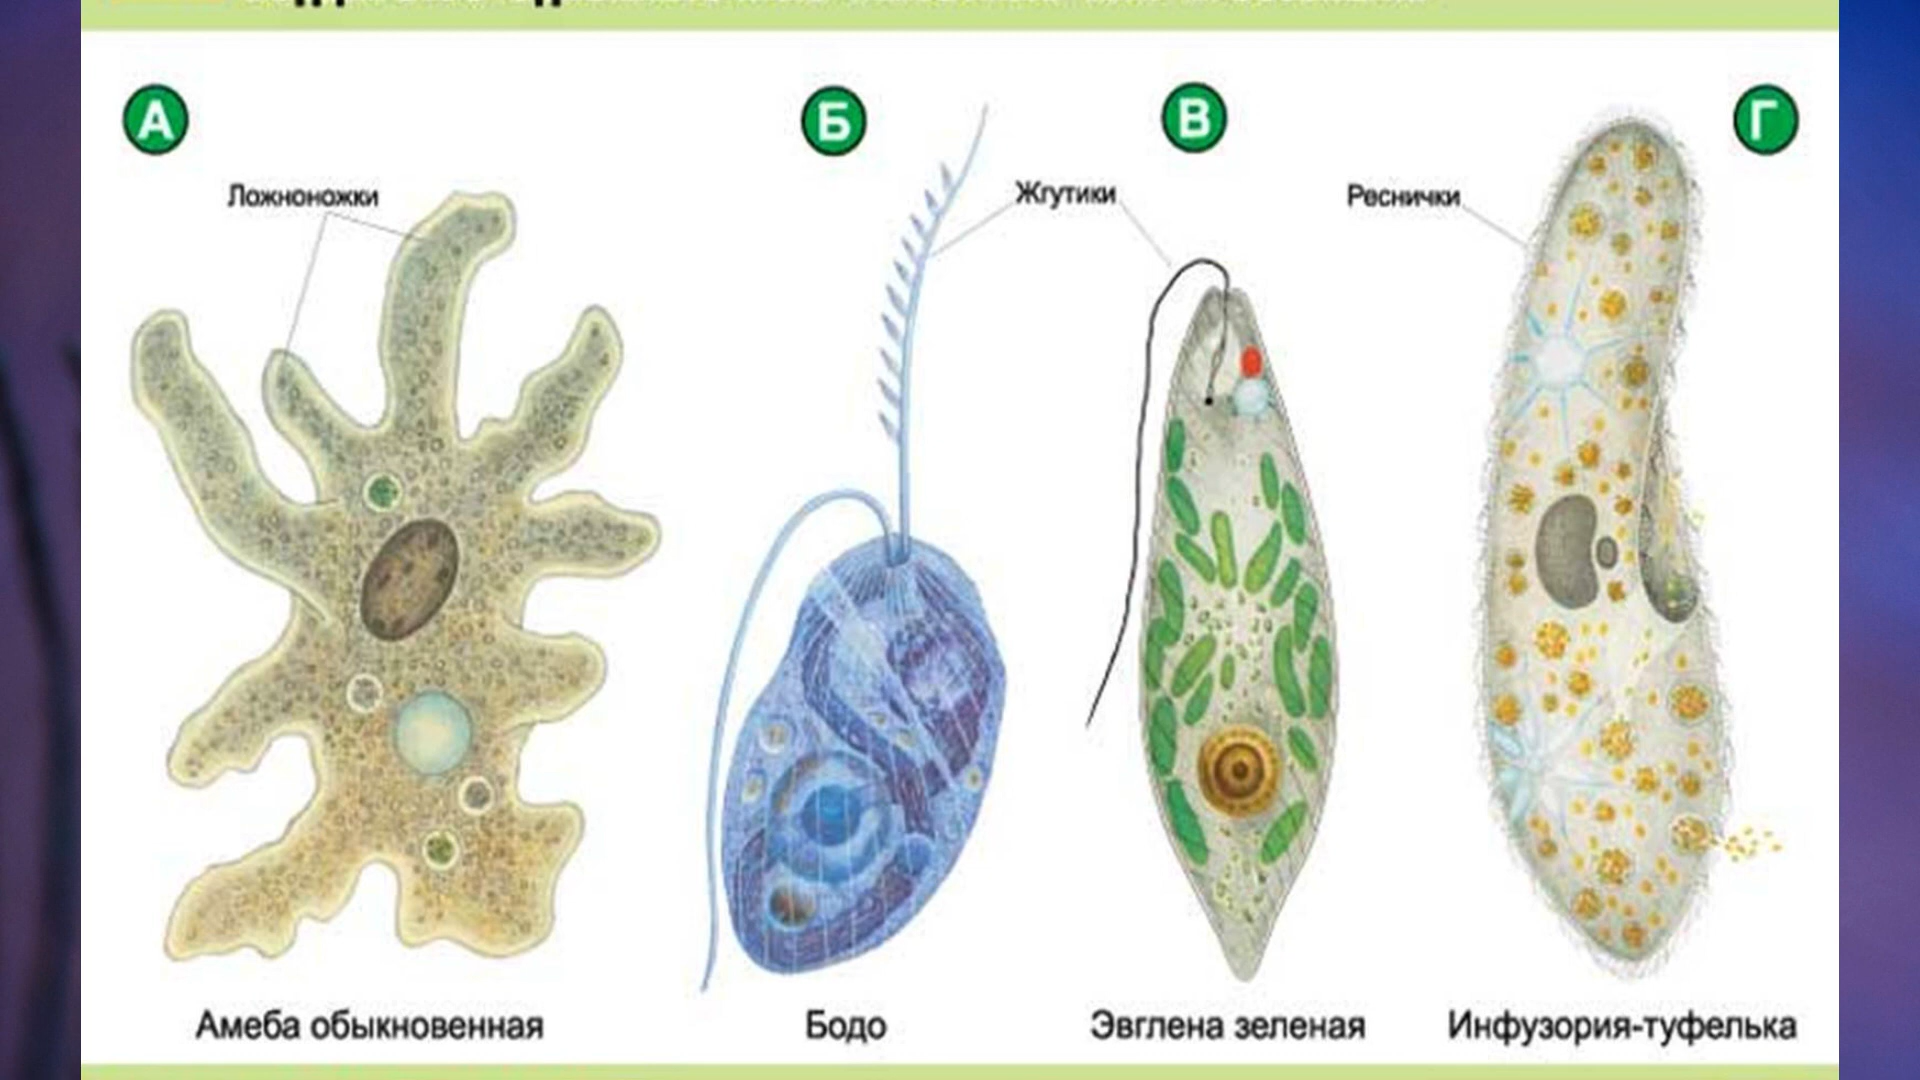 А
Б
В
Г
Ложноножки
Жгутики
Реснички
Амеба обыкновенная
Бодо
Эвглена зеленая
Инфузория-туфелька